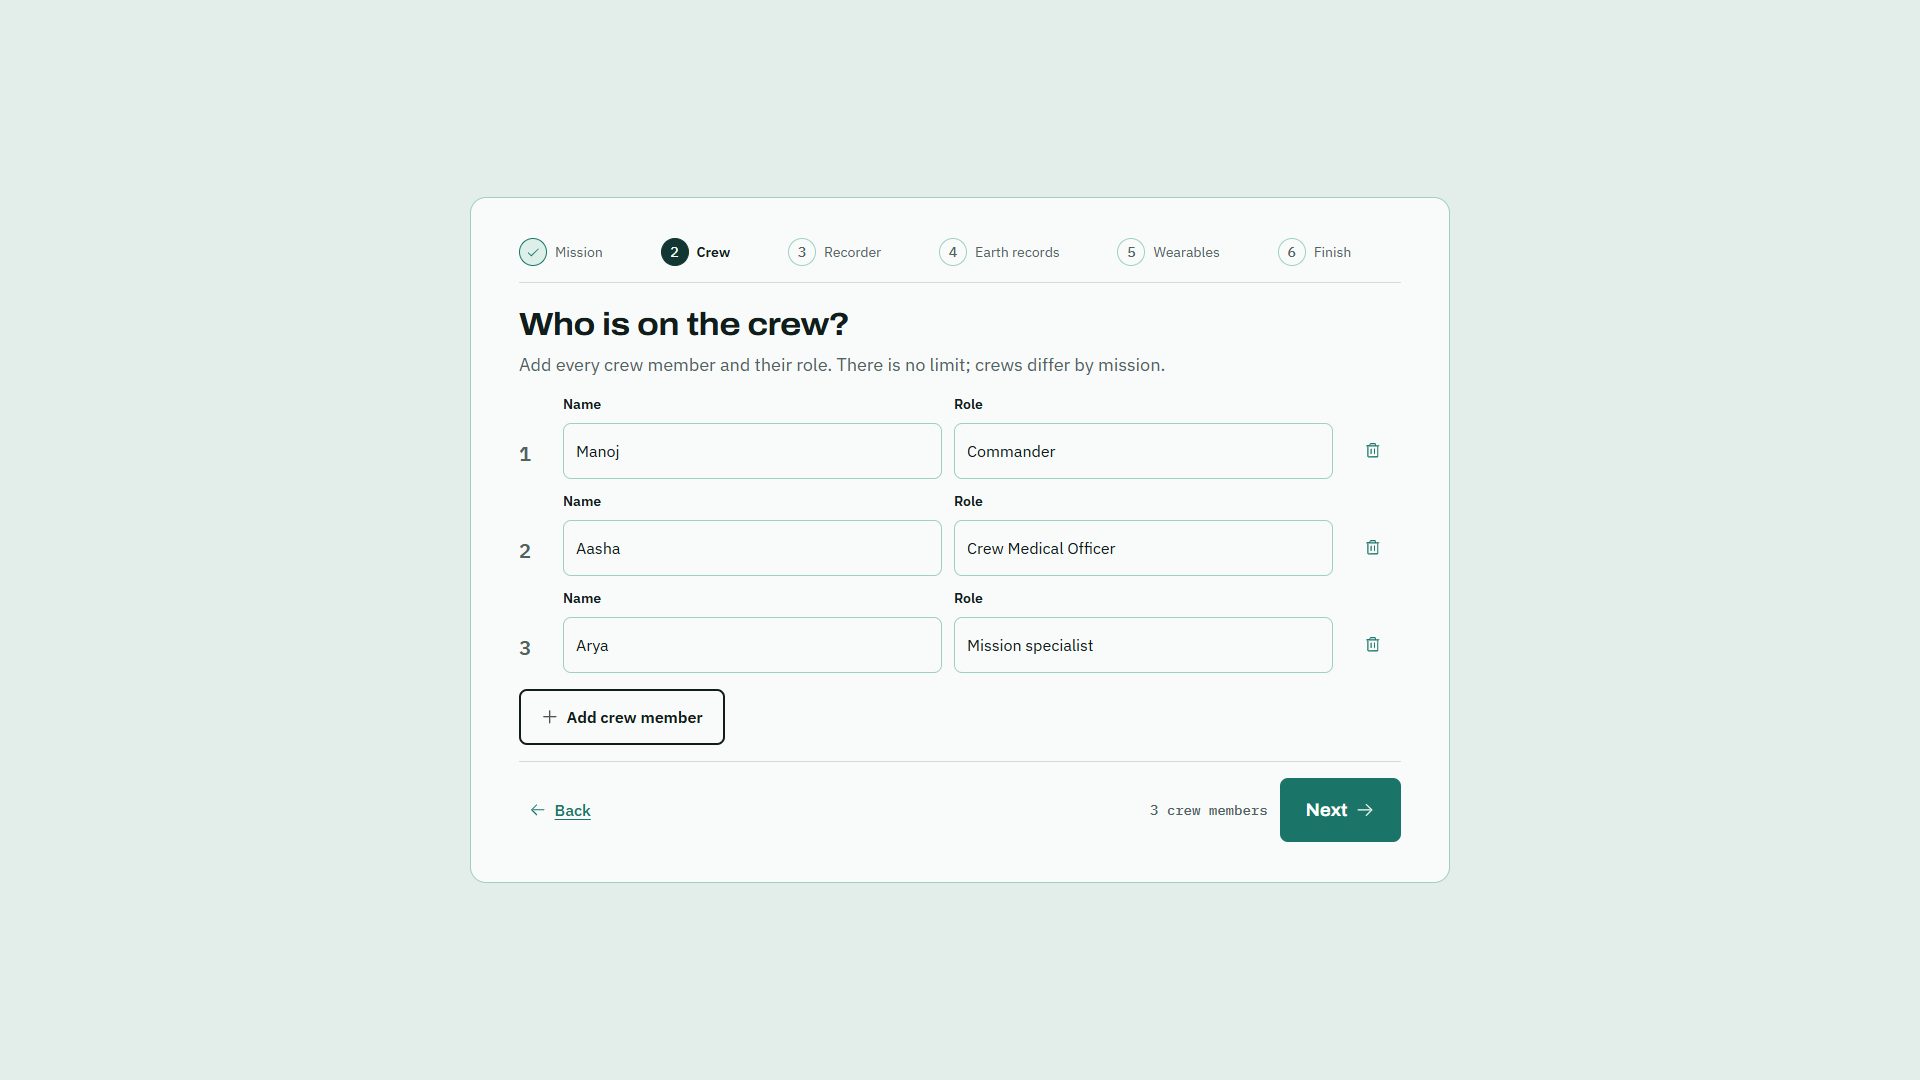 Mission
2 Crew
3 Recorder
4 Earth records
5 Wearables
6 Finish
Who is on the crew?
Add every crew member and their role. There is no limit; crews differ by mission.
Name Role
1 Manoj Commander
Name Role
2 Aasha Crew Medical Officer
Name Role
3 Arya Mission specialist
Add crew member
Back 3 crew members Next